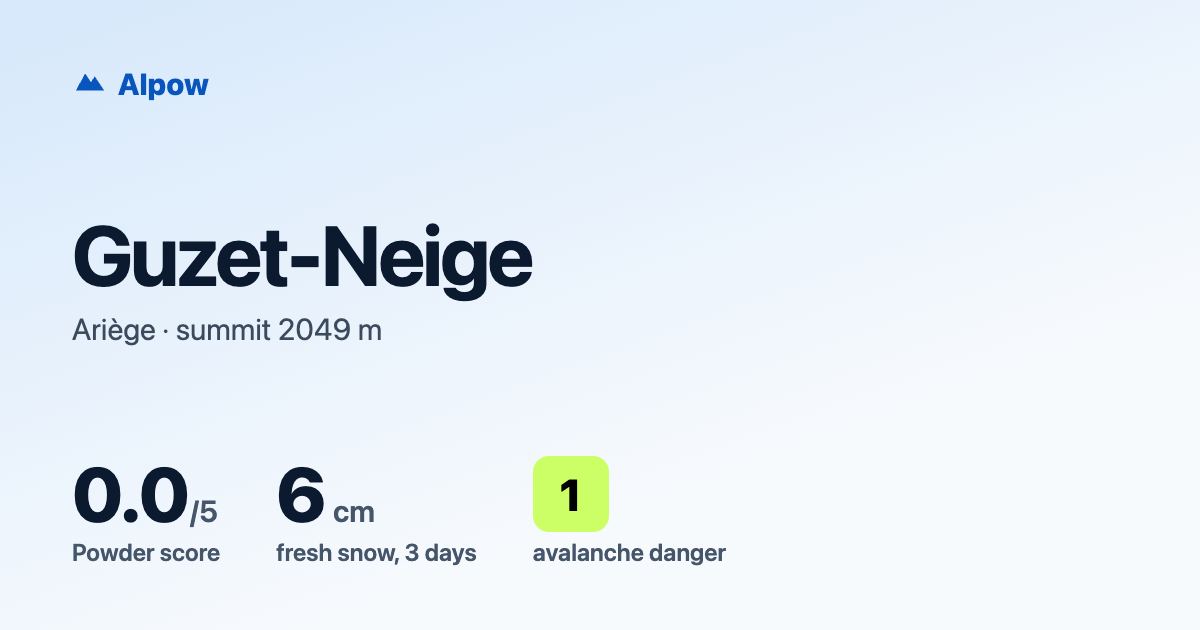 Alpow
Guzet-Neige
Ariège · summit 2049 m
0.0/5
Powder score
6 cm
fresh snow, 3 days
1
avalanche danger